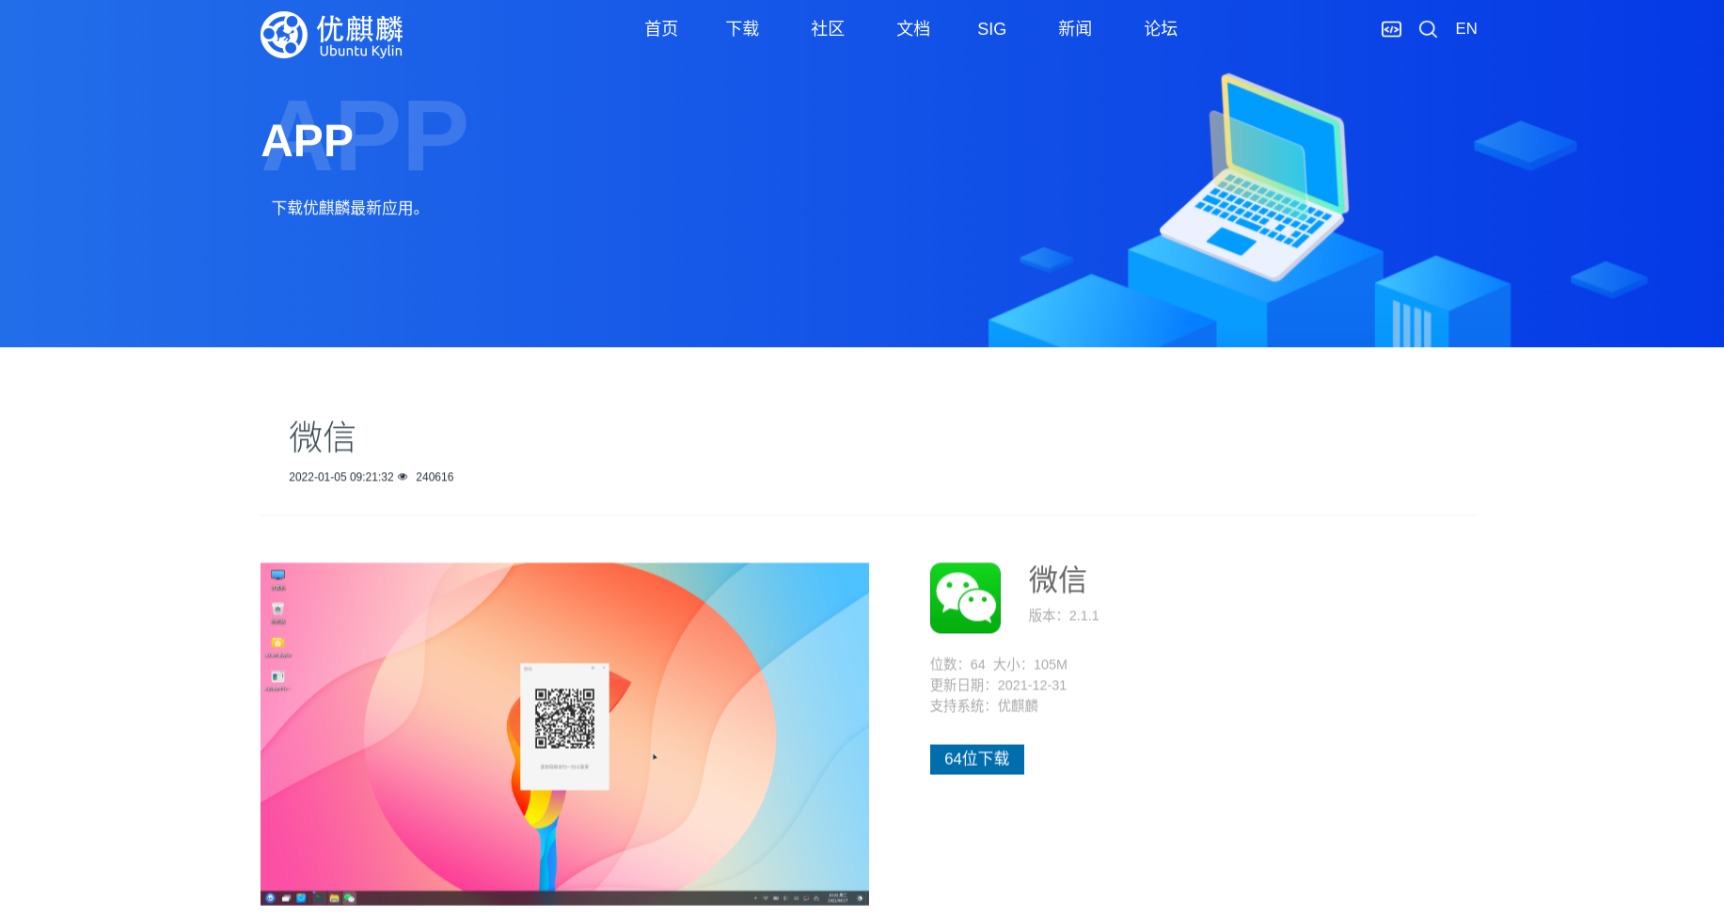 优麒麟
Ubuntu Kylin
首页 下载 社区 文档 SIG 新闻 论坛 EN
APP
APP
下载优麒麟最新应用。
微信
2022-01-05 09:21:32 240616
微信
版本：2.1.1
位数：64 大小：105M
更新日期：2021-12-31
支持系统：优麒麟
64位下载